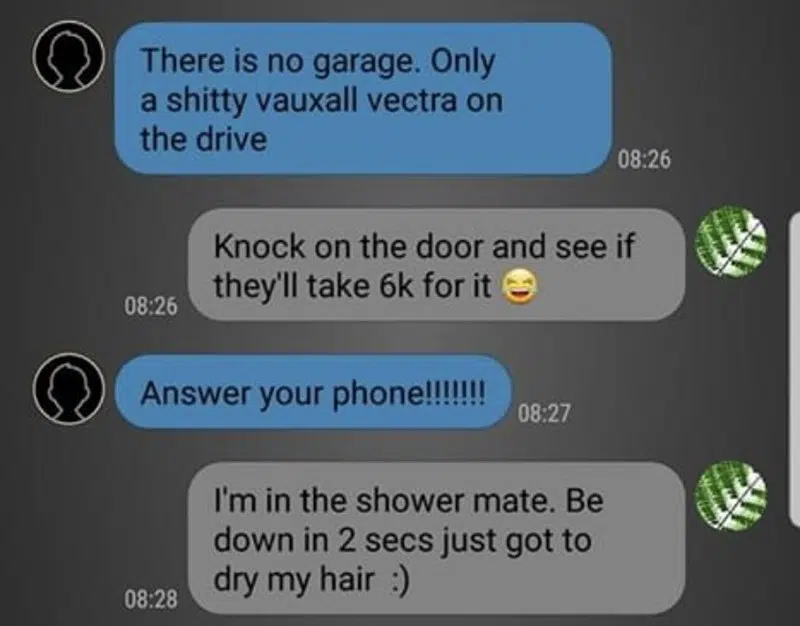 There is no garage. Only
a shitty vauxall vectra on
the drive
08:26
Knock on the door and see if
they'll take 6k for it 😂
08:26
Answer your phone!!!!!!!
08:27
I'm in the shower mate. Be
down in 2 secs just got to
dry my hair :)
08:28